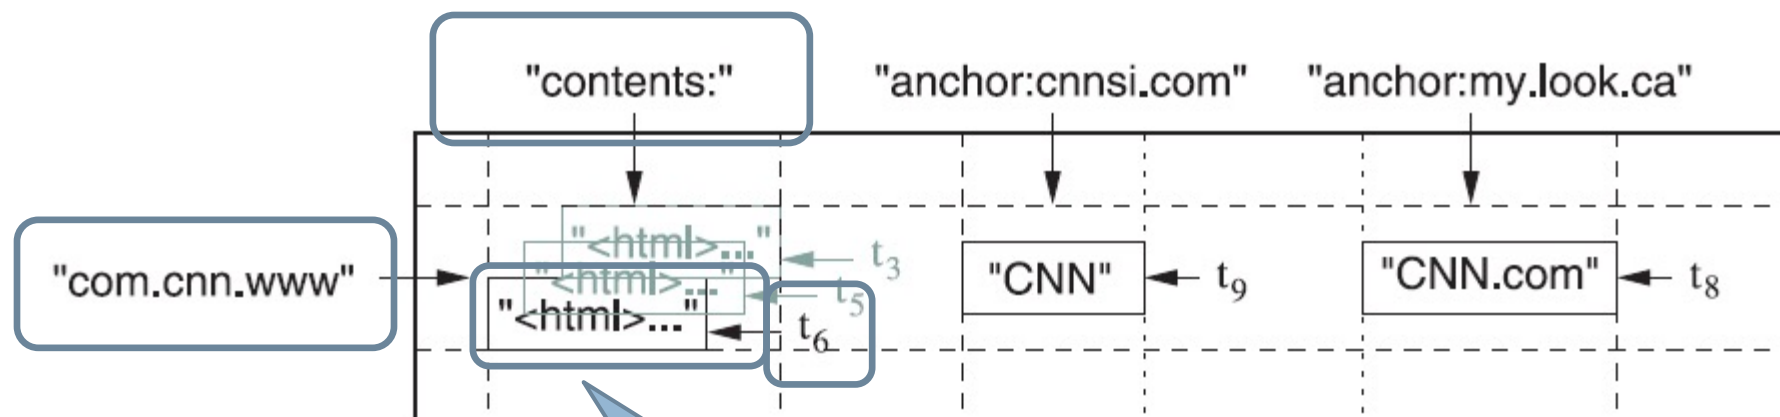 "contents:" "anchor:cnnsi.com" "anchor:my.look.ca"
"<html>..." t3
"com.cnn.www" "<html>..." t5 "CNN" t9 "CNN.com" t8
"<html>..." t6